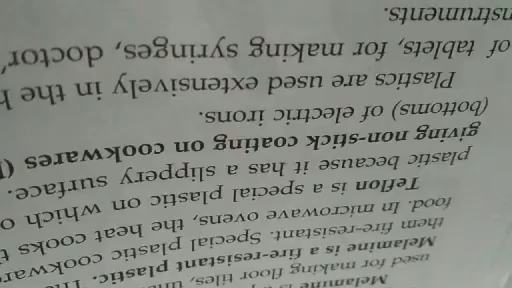 Melamine
used for making floor tiles,
Melamine is a fire-resistant plastic.
them fire-resistant. Special plastic
food. In microwave ovens, the heat cooks
Teflon is a special plastic on which
plastic because it has a slippery surface.
giving non-stick coating on cookwares (
(bottoms) of electric irons.
Plastics are used extensively in the
of tablets, for making syringes, doctor'
nstruments.